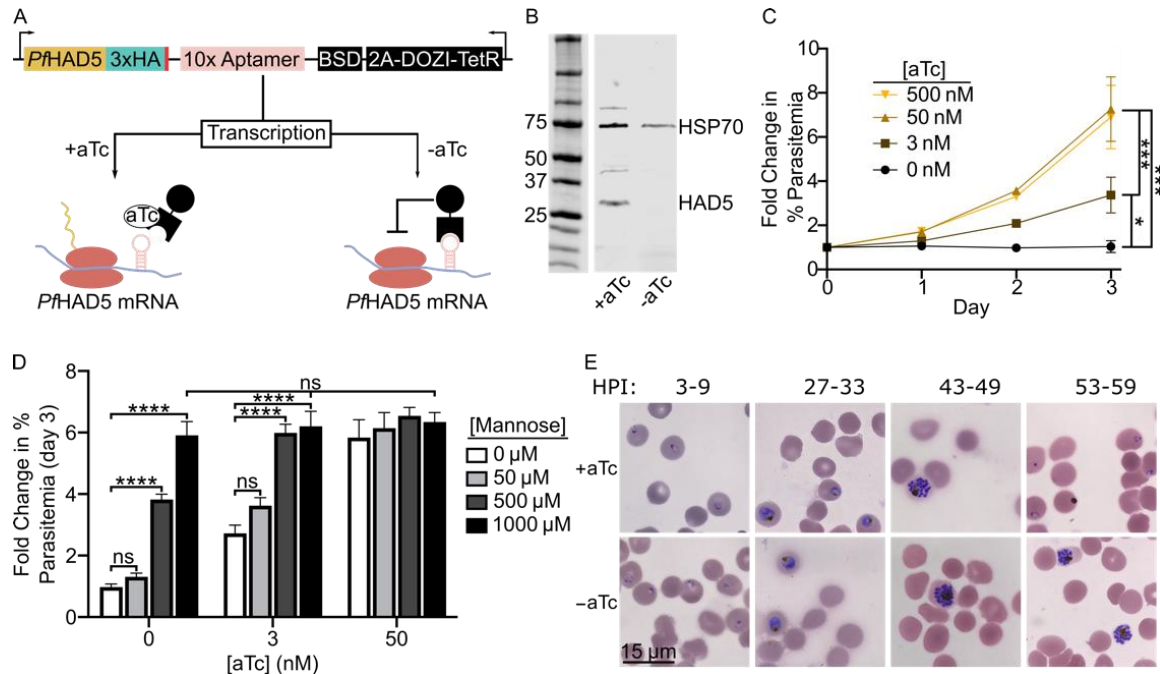 A
PfHAD5 3xHA 10x Aptamer BSD 2A-DOZI-TetR
Transcription
+aTc -aTc
aTc
PfHAD5 mRNA PfHAD5 mRNA
B
75
50
37
25
HSP70
HAD5
+aTc -aTc
C
Fold Change in
% Parasitemia
10
8
6
4
2
0
[aTc]
500 nM
50 nM
3 nM
0 nM
***
***
*
0 1 2 3
Day
D
Fold Change in %
Parasitemia (day 3)
8
6
4
2
0
ns
****
****
ns
****
****
ns
[Mannose]
0 µM
50 µM
500 µM
1000 µM
0 3 50
[aTc] (nM)
E
HPI: 3-9 27-33 43-49 53-59
+aTc
−aTc
15 µm